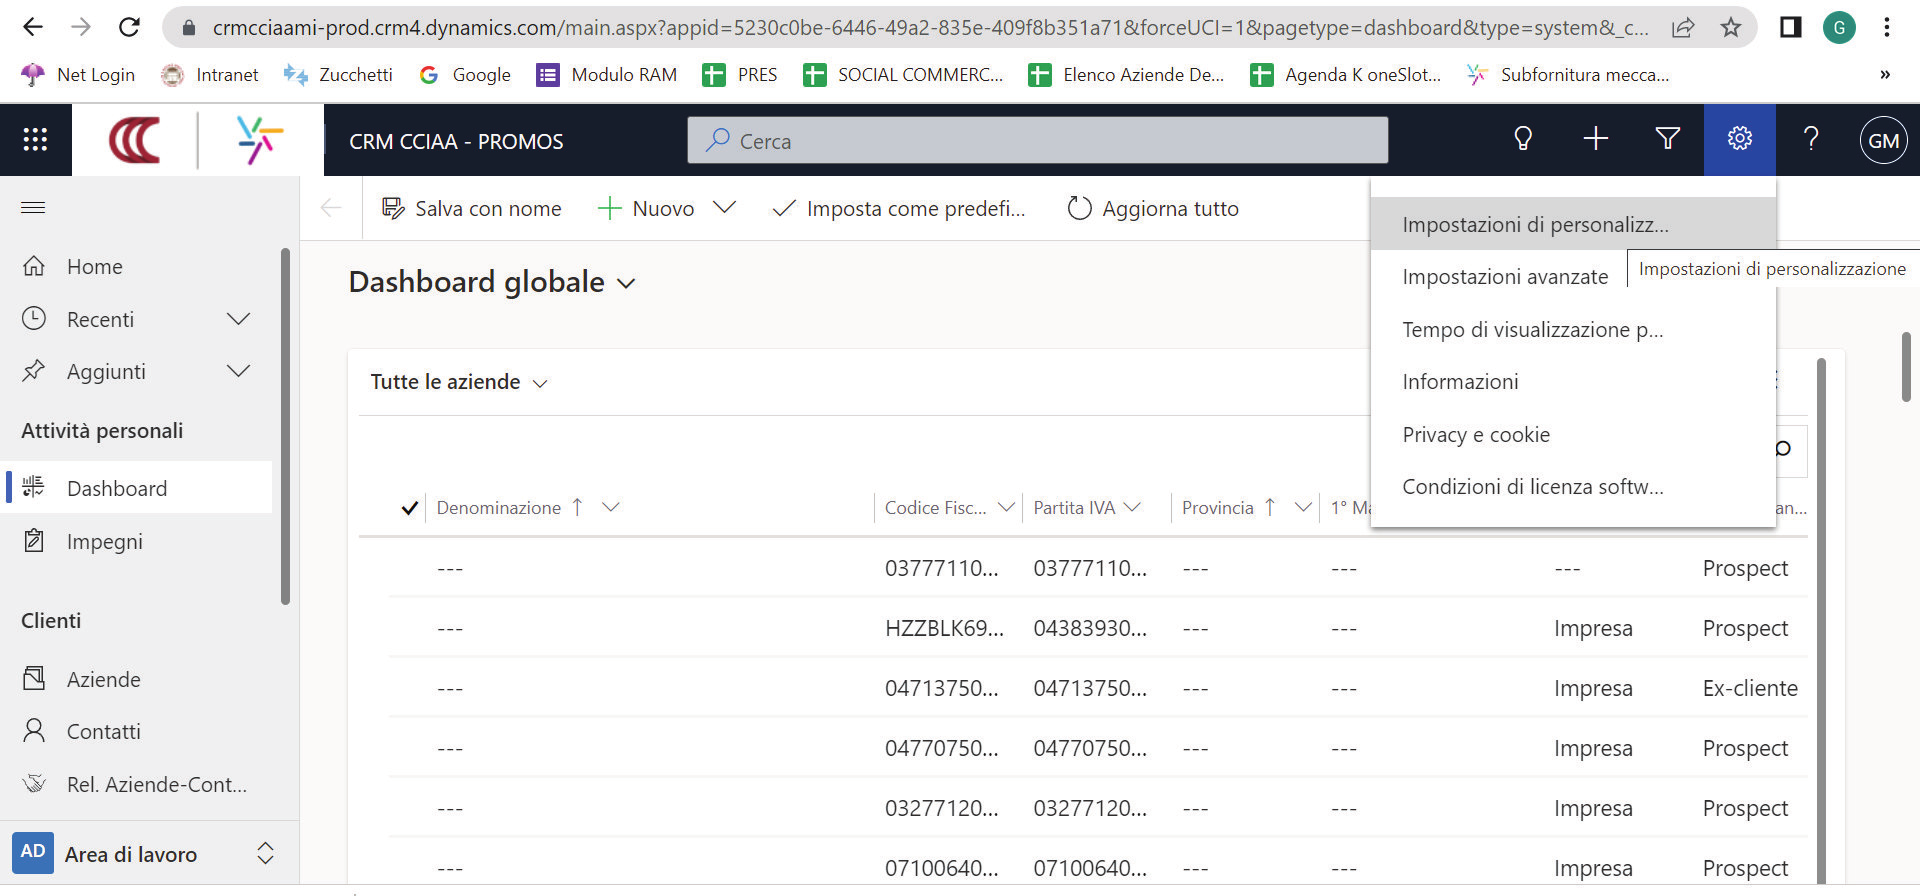 crmcciaami-prod.crm4.dynamics.com/main.aspx?appid=5230c0be-6446-49a2-835e-409f8b351a71&forceUCI=1&pagetype=dashboard&type=system&_c...
G
Net Login Intranet Zucchetti Google Modulo RAM PRES SOCIAL COMMERC... Elenco Aziende De... Agenda K oneSlot... Subfornitura mecca... »
CRM CCIAA - PROMOS
Cerca
GM
Salva con nome Nuovo Imposta come predefi... Aggiorna tutto
Impostazioni di personalizz...
Impostazioni di personalizzazione
Impostazioni avanzate
Tempo di visualizzazione p...
Informazioni
Privacy e cookie
Condizioni di licenza softw...
Home
Recenti
Aggiunti
Attività personali
Dashboard
Impegni
Clienti
Aziende
Contatti
Rel. Aziende-Cont...
AD Area di lavoro
Dashboard globale
Tutte le aziende
Denominazione Codice Fisc... Partita IVA Provincia 1° Ma an...
--- 03777110... 03777110... --- --- --- Prospect
--- HZZBLK69... 04383930... --- --- Impresa Prospect
--- 04713750... 04713750... --- --- Impresa Ex-cliente
--- 04770750... 04770750... --- --- Impresa Prospect
--- 03277120... 03277120... --- --- Impresa Prospect
--- 07100640... 07100640... --- --- Impresa Prospect